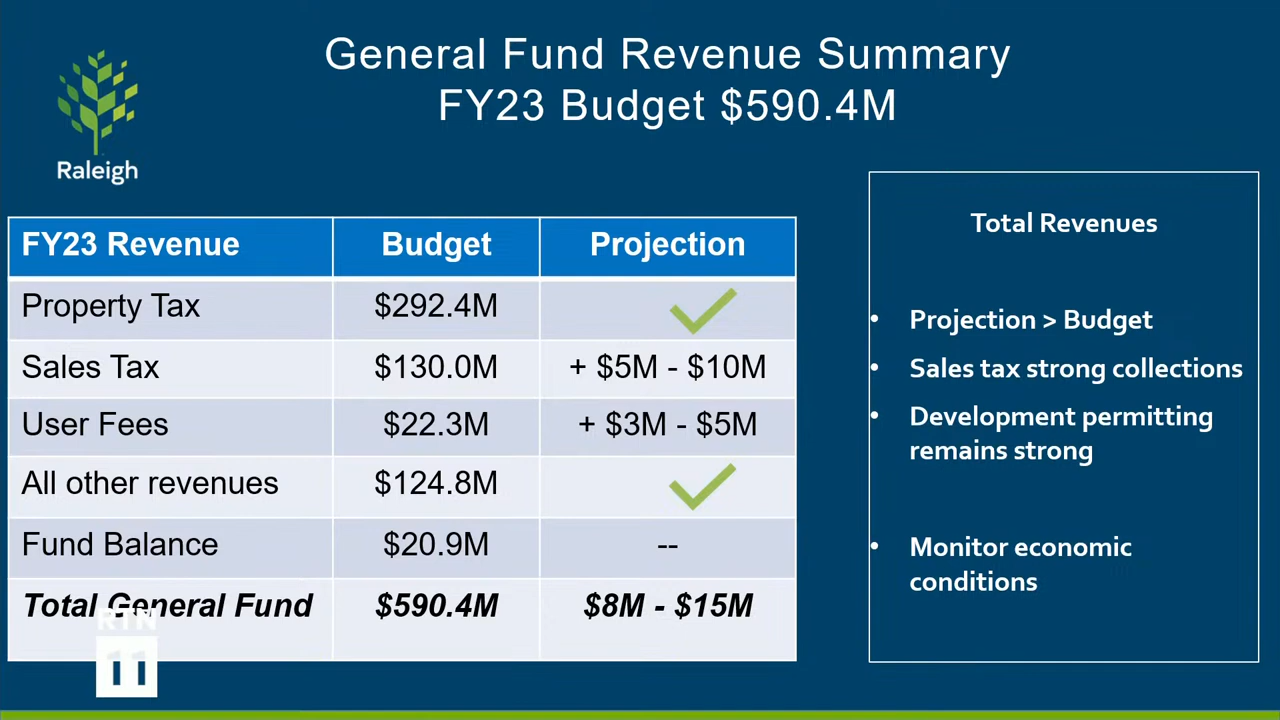 General Fund Revenue Summary
FY23 Budget $590.4M
Raleigh
FY23 Revenue Budget Projection
Property Tax $292.4M
Sales Tax $130.0M + $5M - $10M
User Fees $22.3M + $3M - $5M
All other revenues $124.8M
Fund Balance $20.9M --
Total General Fund $590.4M $8M - $15M
RTN
11
Total Revenues
• Projection > Budget
• Sales tax strong collections
• Development permitting
remains strong
• Monitor economic
conditions